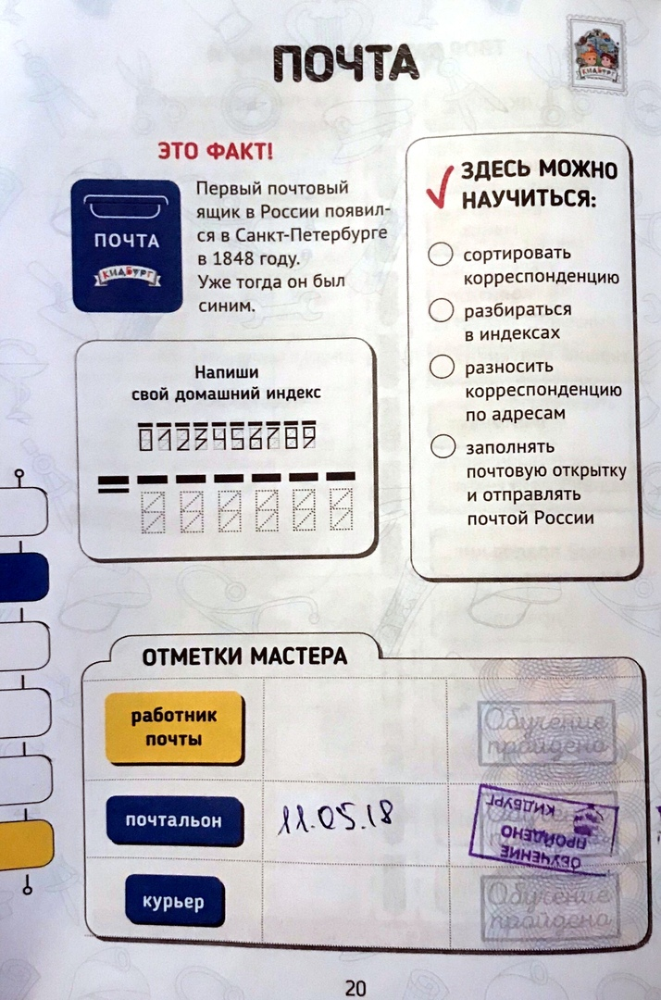 ПОЧТА
КИДБУРГ
ЭТО ФАКТ!
Первый почтовый
ящик в России появил-
ся в Санкт-Петербурге
в 1848 году.
Уже тогда он был
синим.
ПОЧТА
КИДБУРГ
Напиши
свой домашний индекс
0123456789
ЗДЕСЬ МОЖНО
НАУЧИТЬСЯ:
сортировать
корреспонденцию
разбираться
в индексах
разносить
корреспонденцию
по адресам
заполнять
почтовую открытку
и отправлять
почтой России
ОТМЕТКИ МАСТЕРА
работник
почты
Обучение
пройдено
почтальон
11.05.18
ОБУЧЕНИЕ
ПРОЙДЕНО
КИДБУРГ
курьер
Обучение
пройдено
20